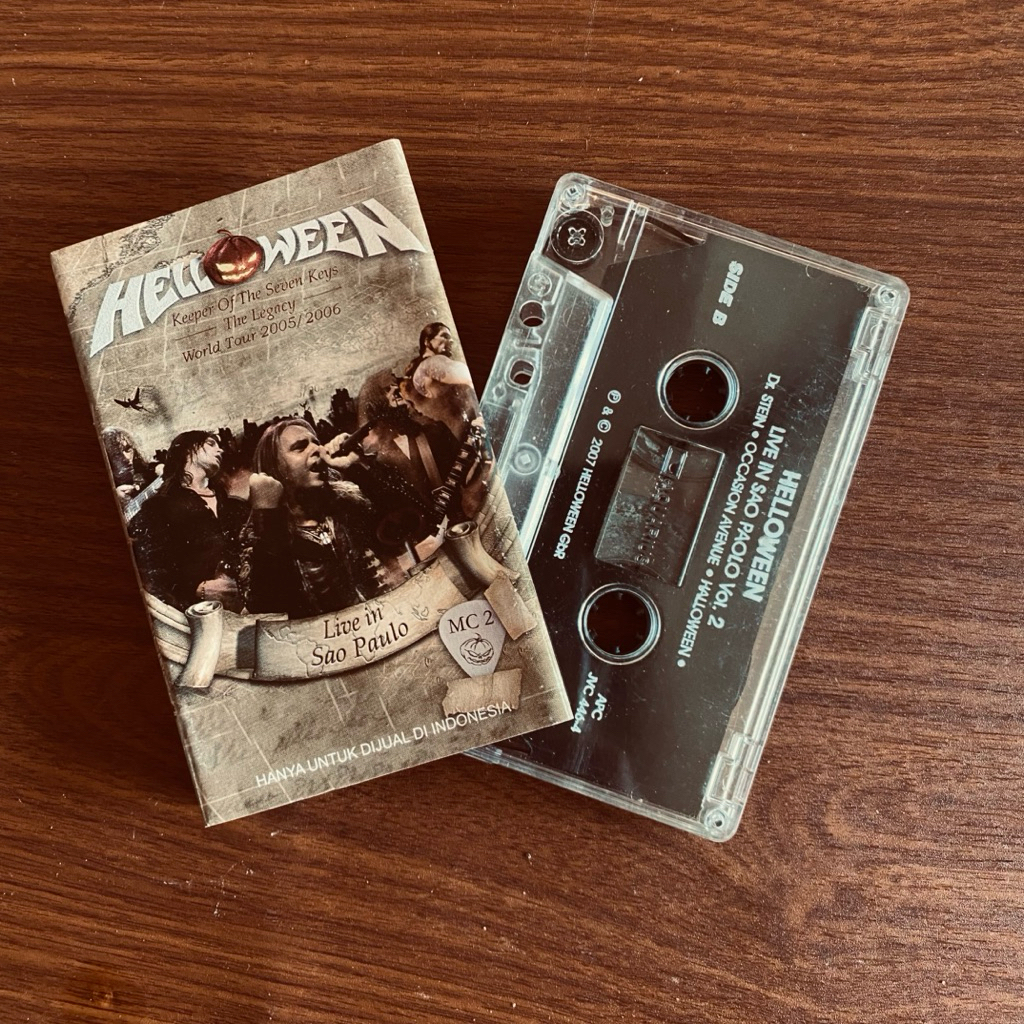 HELLOWEEN
Keeper Of The Seven Keys
The Legacy
World Tour 2005/2006
Live in
Sao Paulo
MC 2
HANYA UNTUK DIJUAL DI INDONESIA.
SIDE B
HELLOWEEN
LIVE IN SAO PAOLO Vol. 2
Dr. STEIN • OCCASION AVENUE • HALLOWEEN •
℗ & © 2007 HELLOWEEN GbR
APC